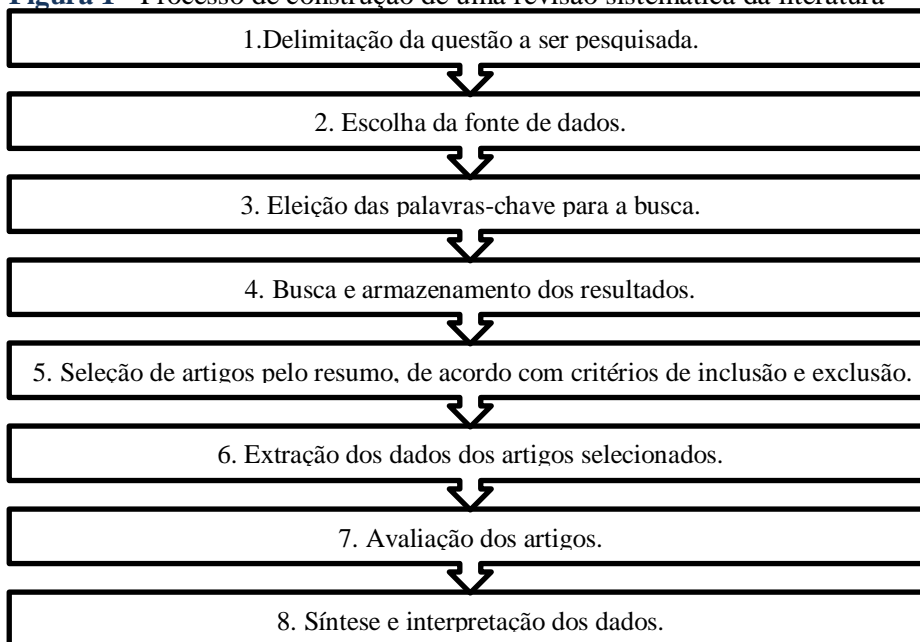 Figura 1 - Processo de construção de uma revisão sistemática da literatura
1.Delimitação da questão a ser pesquisada.
2. Escolha da fonte de dados.
3. Eleição das palavras-chave para a busca.
4. Busca e armazenamento dos resultados.
5. Seleção de artigos pelo resumo, de acordo com critérios de inclusão e exclusão.
6. Extração dos dados dos artigos selecionados.
7. Avaliação dos artigos.
8. Síntese e interpretação dos dados.